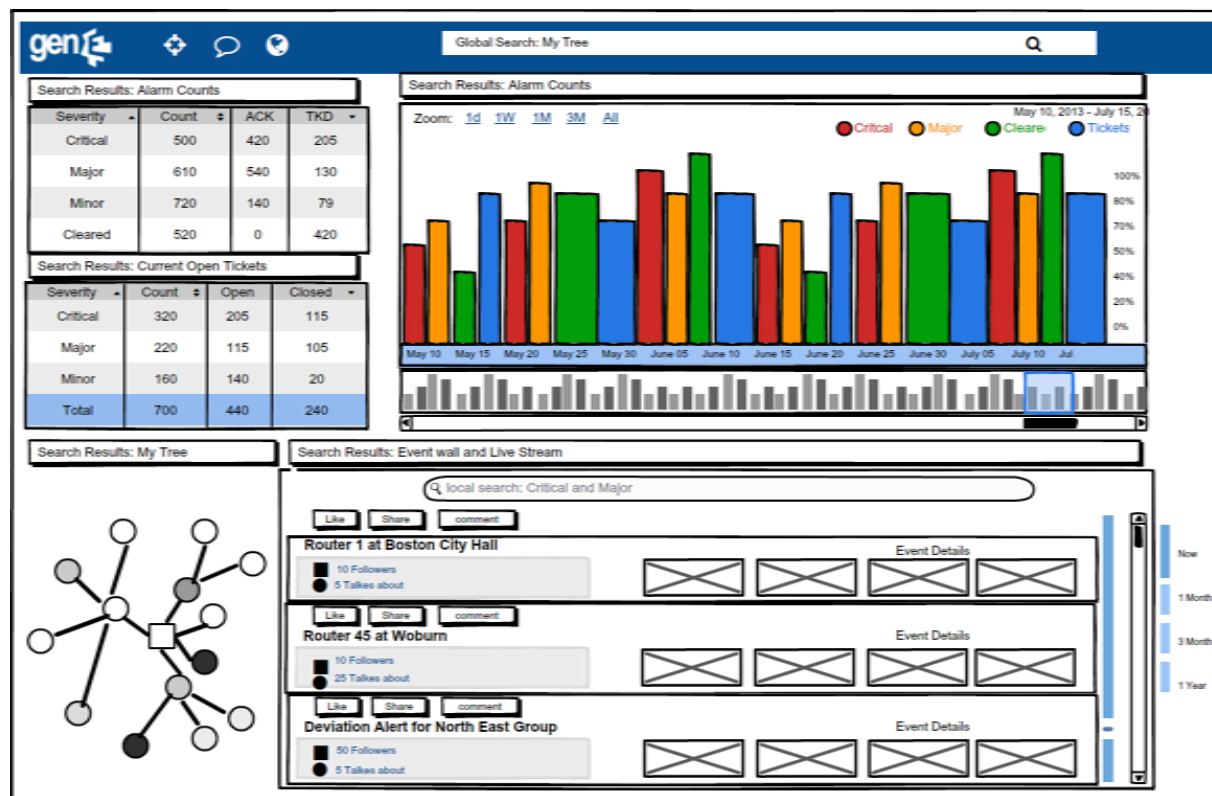 genE
Global Search: My Tree
Search Results: Alarm Counts
Severity Count ACK TKD
Critical 500 420 205
Major 610 540 130
Minor 720 140 79
Cleared 520 0 420
Search Results: Current Open Tickets
Severity Count Open Closed
Critical 320 205 115
Major 220 115 105
Minor 160 140 20
Total 700 440 240
Search Results: Alarm Counts
May 10, 2013 - July 15, 20
Zoom: 1d 1W 1M 3M All
Critcal Major Cleare Tickets
100%
80%
70%
50%
40%
20%
0%
May 10 May 15 May 20 May 25 May 30 June 05 June 10 June 15 June 20 June 25 June 30 July 05 July 10 Jul
Search Results: My Tree
Search Results: Event wall and Live Stream
local search: Critical and Major
Like Share comment
Router 1 at Boston City Hall
Event Details
10 Followers
5 Talkes about
Like Share comment
Router 45 at Woburn
Event Details
10 Followers
25 Talkes about
Like Share comment
Deviation Alert for North East Group
Event Details
50 Followers
5 Talkes about
Now
1 Month
3 Month
1 Year